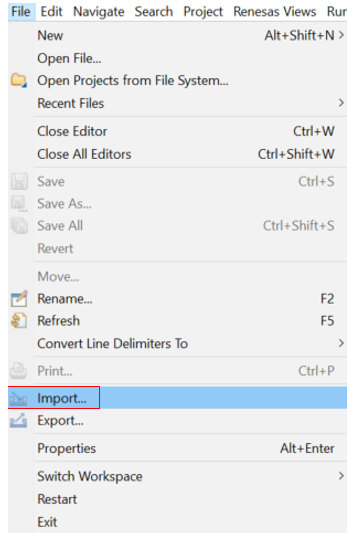 File Edit Navigate Search Project Renesas Views Rur
New Alt+Shift+N >
Open File...
Open Projects from File System...
Recent Files >
Close Editor Ctrl+W
Close All Editors Ctrl+Shift+W
Save Ctrl+S
Save As...
Save All Ctrl+Shift+S
Revert
Move...
Rename... F2
Refresh F5
Convert Line Delimiters To >
Print... Ctrl+P
Import...
Export...
Properties Alt+Enter
Switch Workspace >
Restart
Exit